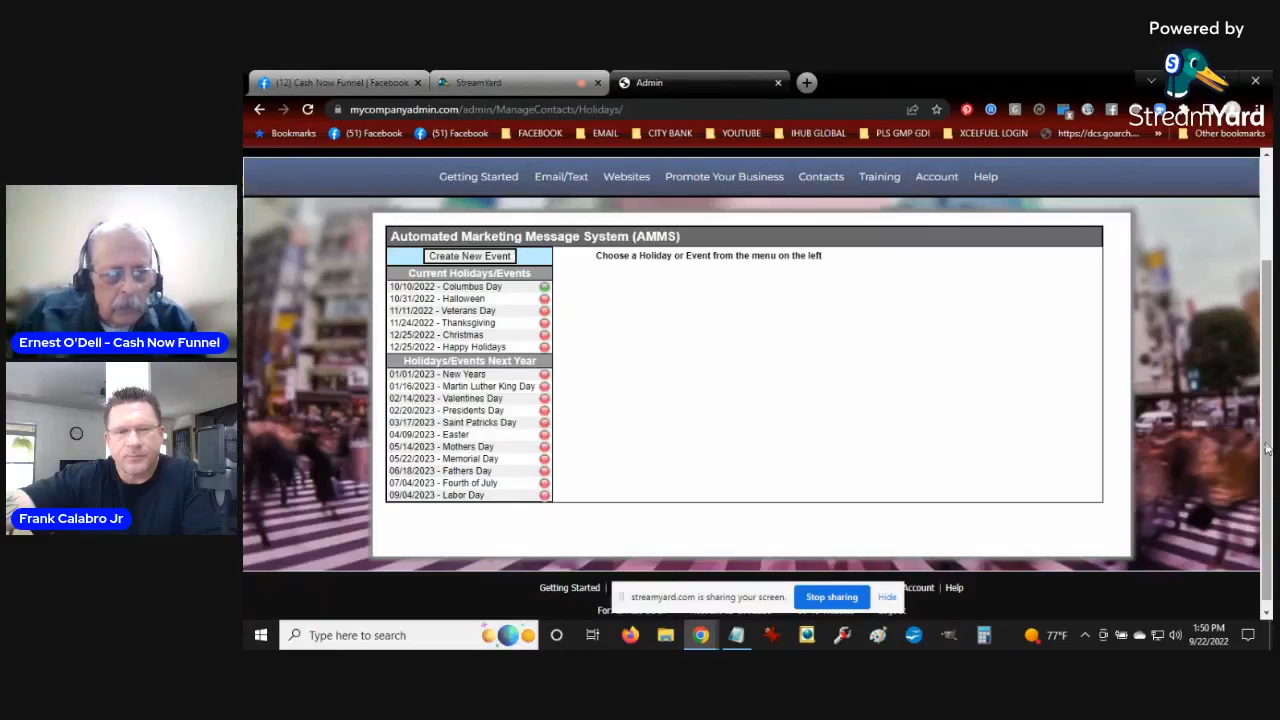 Powered by
StreamYard
(12) Cash Now Funnel | Facebook
StreamYard
Admin
mycompanyadmin.com/admin/ManageContacts/Holidays/
Bookmarks
(51) Facebook
(51) Facebook
FACEBOOK
EMAIL
CITY BANK
YOUTUBE
IHUB GLOBAL
PLS GMP GDI
XCELFUEL LOGIN
https://dcs.goarch....
Other bookmarks
Getting Started Email/Text Websites Promote Your Business Contacts Training Account Help
Automated Marketing Message System (AMMS)
Create New Event
Choose a Holiday or Event from the menu on the left
Current Holidays/Events
10/10/2022 - Columbus Day
10/31/2022 - Halloween
11/11/2022 - Veterans Day
11/24/2022 - Thanksgiving
12/25/2022 - Christmas
12/25/2022 - Happy Holidays
Holidays/Events Next Year
01/01/2023 - New Years
01/16/2023 - Martin Luther King Day
02/14/2023 - Valentines Day
02/20/2023 - Presidents Day
03/17/2023 - Saint Patricks Day
04/09/2023 - Easter
05/14/2023 - Mothers Day
05/22/2023 - Memorial Day
06/18/2023 - Fathers Day
07/04/2023 - Fourth of July
09/04/2023 - Labor Day
Ernest O'Dell - Cash Now Funnel
Frank Calabro Jr
Getting Started |
Account | Help
streamyard.com is sharing your screen.
Stop sharing
Hide
Type here to search
77°F
1:50 PM
9/22/2022